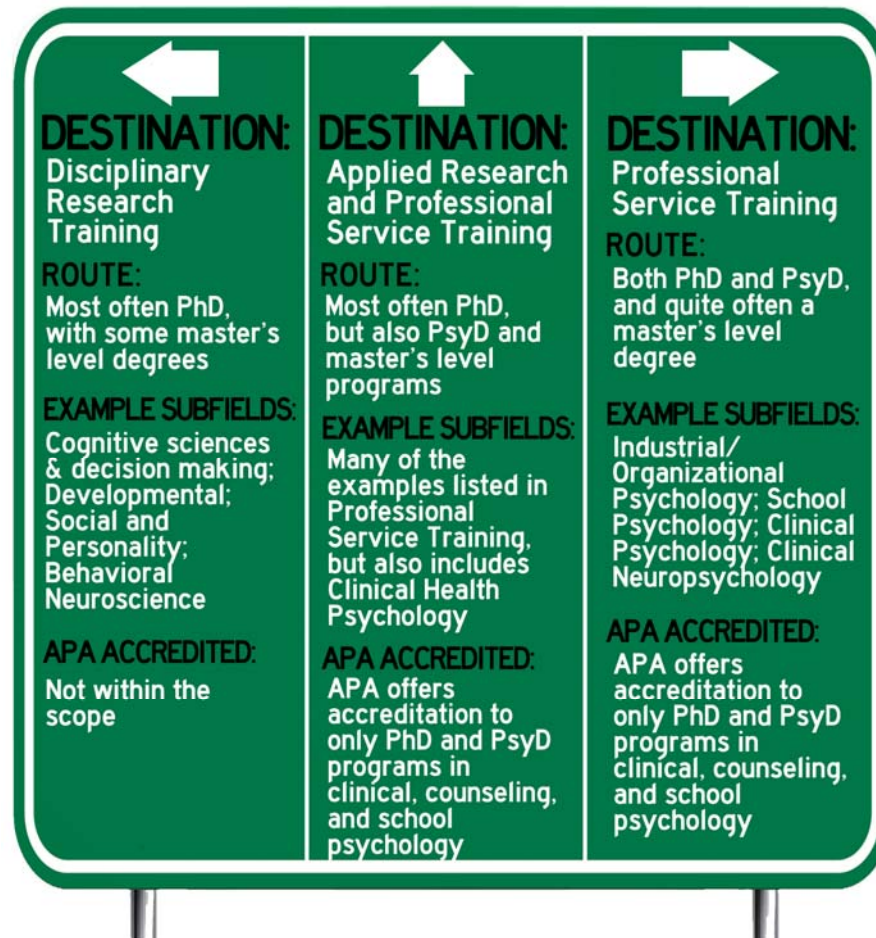 DESTINATION:
Disciplinary
Research
Training
ROUTE:
Most often PhD,
with some master's
level degrees
EXAMPLE SUBFIELDS:
Cognitive sciences
& decision making;
Developmental;
Social and
Personality;
Behavioral
Neuroscience
APA ACCREDITED:
Not within the
scope
DESTINATION:
Applied Research
and Professional
Service Training
ROUTE:
Most often PhD,
but also PsyD and
master's level
programs
EXAMPLE SUBFIELDS:
Many of the
examples listed in
Professional
Service Training,
but also includes
Clinical Health
Psychology
APA ACCREDITED:
APA offers
accreditation to
only PhD and PsyD
programs in
clinical, counseling,
and school
psychology
DESTINATION:
Professional
Service Training
ROUTE:
Both PhD and PsyD,
and quite often a
master's level
degree
EXAMPLE SUBFIELDS:
Industrial/
Organizational
Psychology; School
Psychology; Clinical
Psychology; Clinical
Neuropsychology
APA ACCREDITED:
APA offers
accreditation to
only PhD and PsyD
programs in
clinical, counseling,
and school
psychology